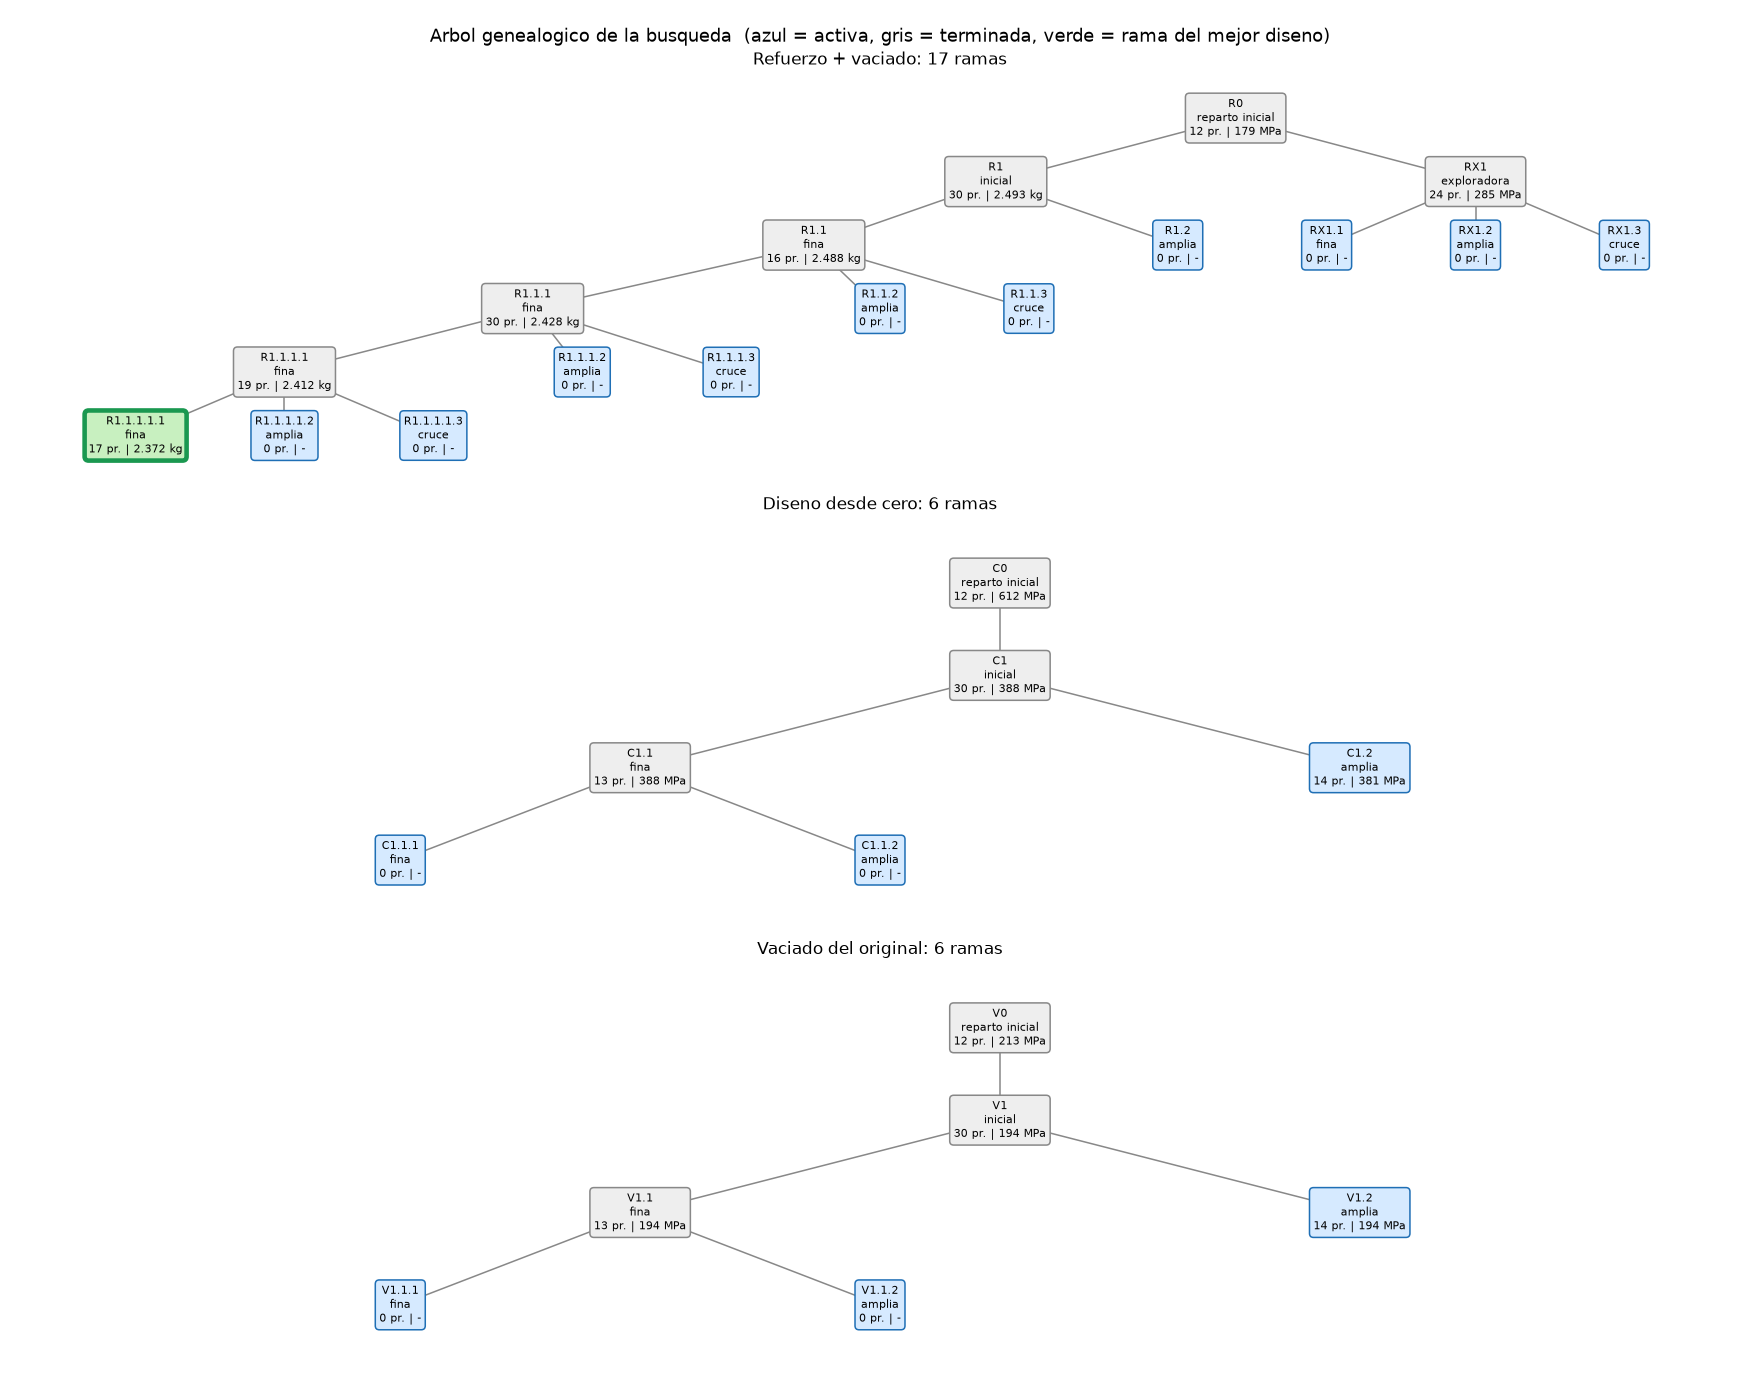 Arbol genealogico de la busqueda  (azul = activa, gris = terminada, verde = rama del mejor diseno)
Refuerzo + vaciado: 17 ramas
R0
reparto inicial
12 pr. | 179 MPa
R1
inicial
30 pr. | 2.493 kg
RX1
exploradora
24 pr. | 285 MPa
R1.1
fina
16 pr. | 2.488 kg
R1.2
amplia
0 pr. | -
RX1.1
fina
0 pr. | -
RX1.2
amplia
0 pr. | -
RX1.3
cruce
0 pr. | -
R1.1.1
fina
30 pr. | 2.428 kg
R1.1.2
amplia
0 pr. | -
R1.1.3
cruce
0 pr. | -
R1.1.1.1
fina
19 pr. | 2.412 kg
R1.1.1.2
amplia
0 pr. | -
R1.1.1.3
cruce
0 pr. | -
R1.1.1.1.1
fina
17 pr. | 2.372 kg
R1.1.1.1.2
amplia
0 pr. | -
R1.1.1.1.3
cruce
0 pr. | -
Diseno desde cero: 6 ramas
C0
reparto inicial
12 pr. | 612 MPa
C1
inicial
30 pr. | 388 MPa
C1.1
fina
13 pr. | 388 MPa
C1.2
amplia
14 pr. | 381 MPa
C1.1.1
fina
0 pr. | -
C1.1.2
amplia
0 pr. | -
Vaciado del original: 6 ramas
V0
reparto inicial
12 pr. | 213 MPa
V1
inicial
30 pr. | 194 MPa
V1.1
fina
13 pr. | 194 MPa
V1.2
amplia
14 pr. | 194 MPa
V1.1.1
fina
0 pr. | -
V1.1.2
amplia
0 pr. | -